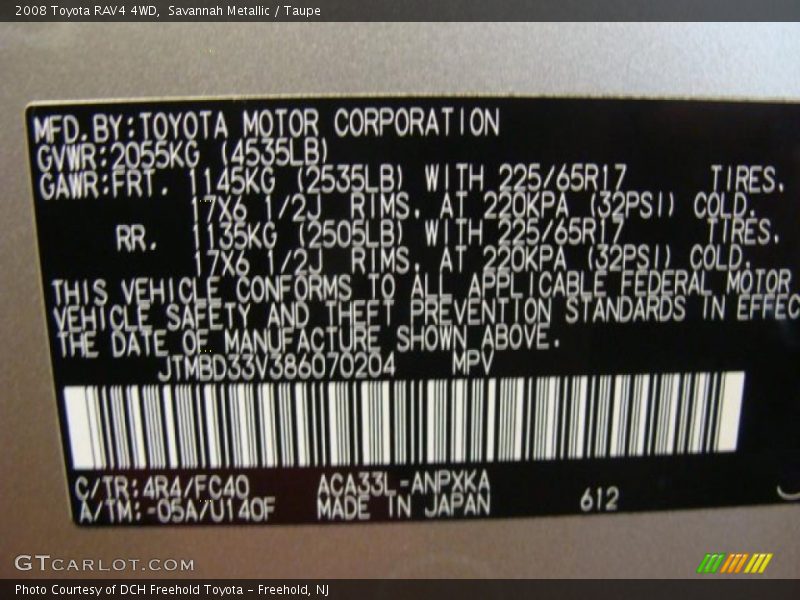 2008 Toyota RAV4 4WD,  Savannah Metallic / Taupe
MFD.BY:TOYOTA MOTOR CORPORATION
GVWR:2055KG (4535LB)
GAWR:FRT. 1145KG (2535LB) WITH 225/65R17 TIRES.
17X6 1/2J RIMS. AT 220KPA (32PSI) COLD.
RR. 1135KG (2505LB) WITH 225/65R17 TIRES.
17X6 1/2J RIMS. AT 220KPA (32PSI) COLD.
THIS VEHICLE CONFORMS TO ALL APPLICABLE FEDERAL MOTOR
VEHICLE SAFETY AND THEFT PREVENTION STANDARDS IN EFFEC
THE DATE OF MANUFACTURE SHOWN ABOVE.
JTMBD33V386070204 MPV
C/TR:4R4/FC40 ACA33L-ANPXKA
A/TM:-05A/U140F MADE IN JAPAN 612
GTCARLOT.COM
Photo Courtesy of DCH Freehold Toyota - Freehold, NJ